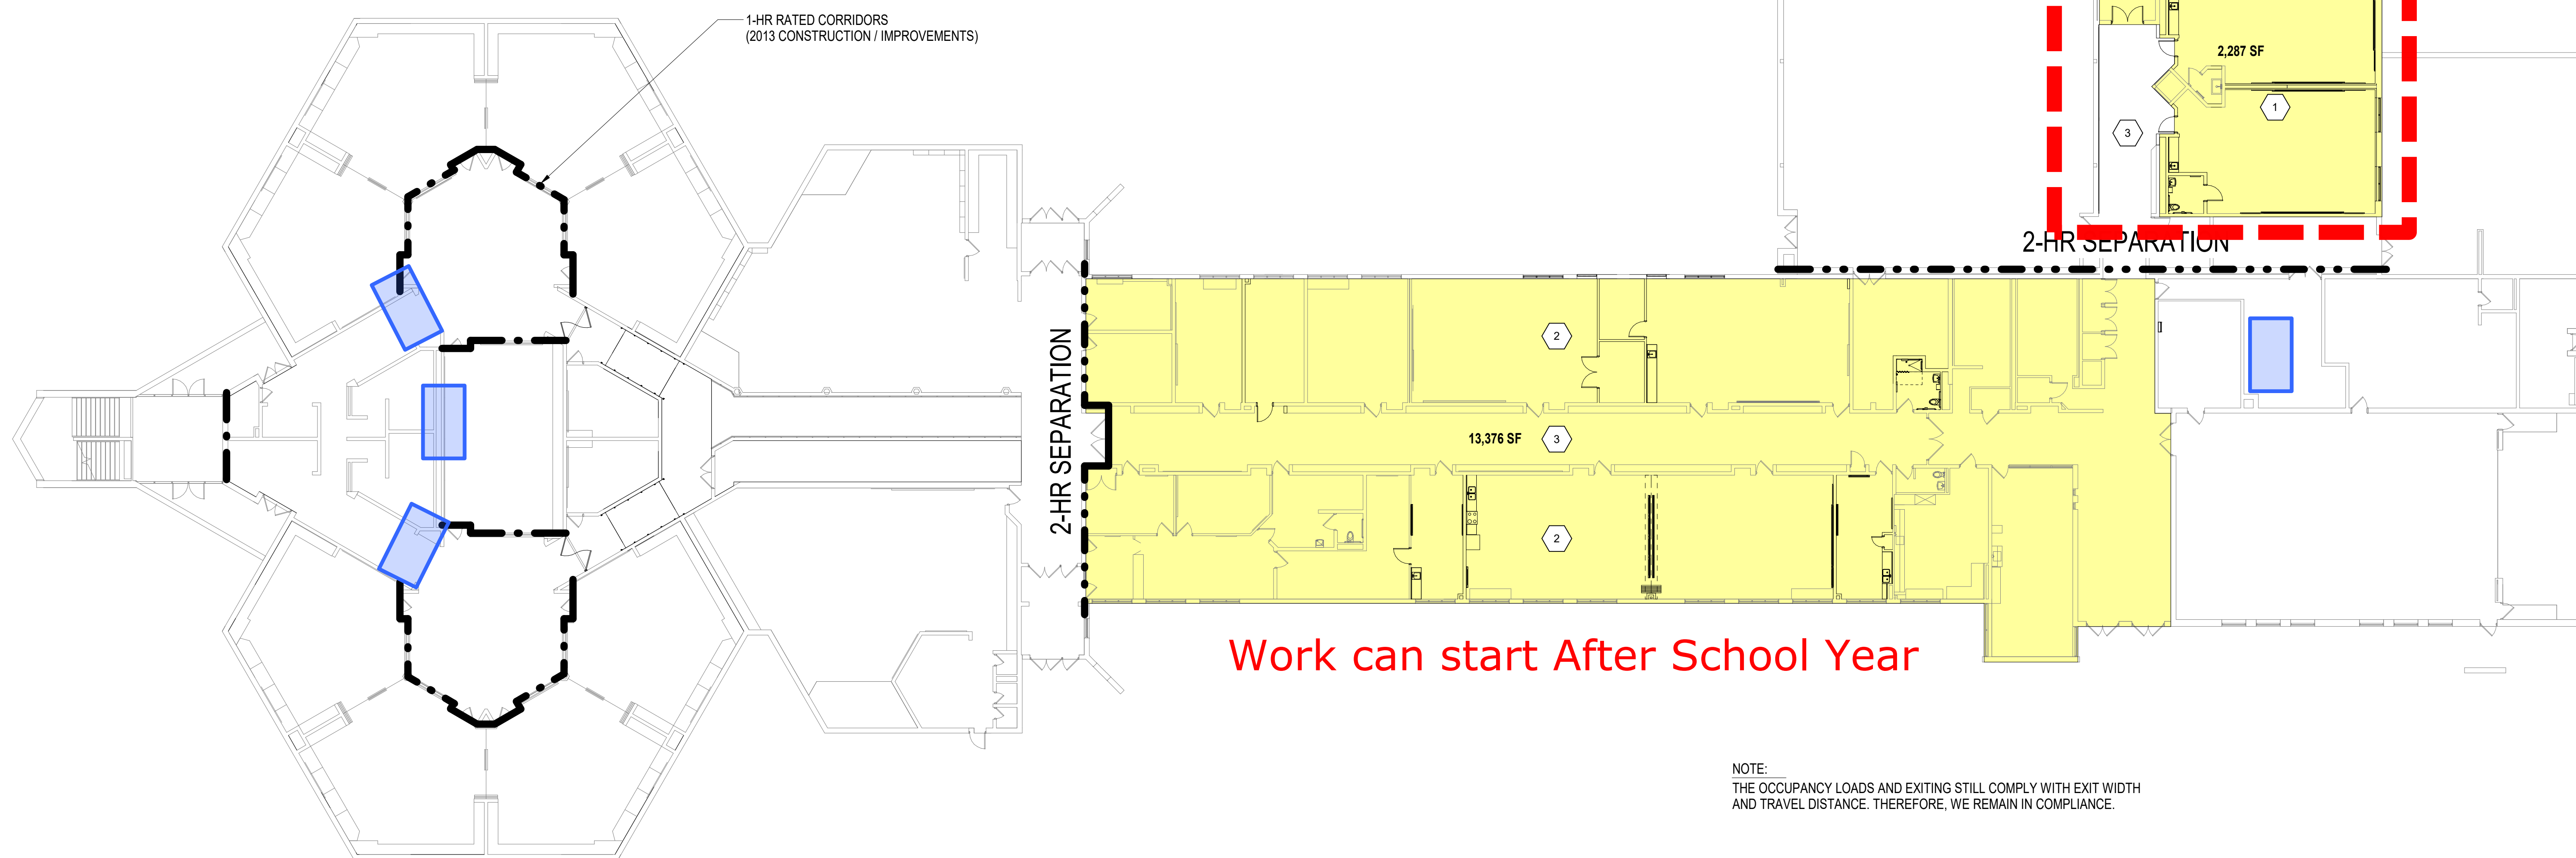 1-HR RATED CORRIDORS
(2013 CONSTRUCTION / IMPROVEMENTS)
2,287 SF
1
3
2-HR SEPARATION
2-HR SEPARATION
2
13,376 SF
3
2
Work can start After School Year
NOTE:
THE OCCUPANCY LOADS AND EXITING STILL COMPLY WITH EXIT WIDTH
AND TRAVEL DISTANCE. THEREFORE, WE REMAIN IN COMPLIANCE.